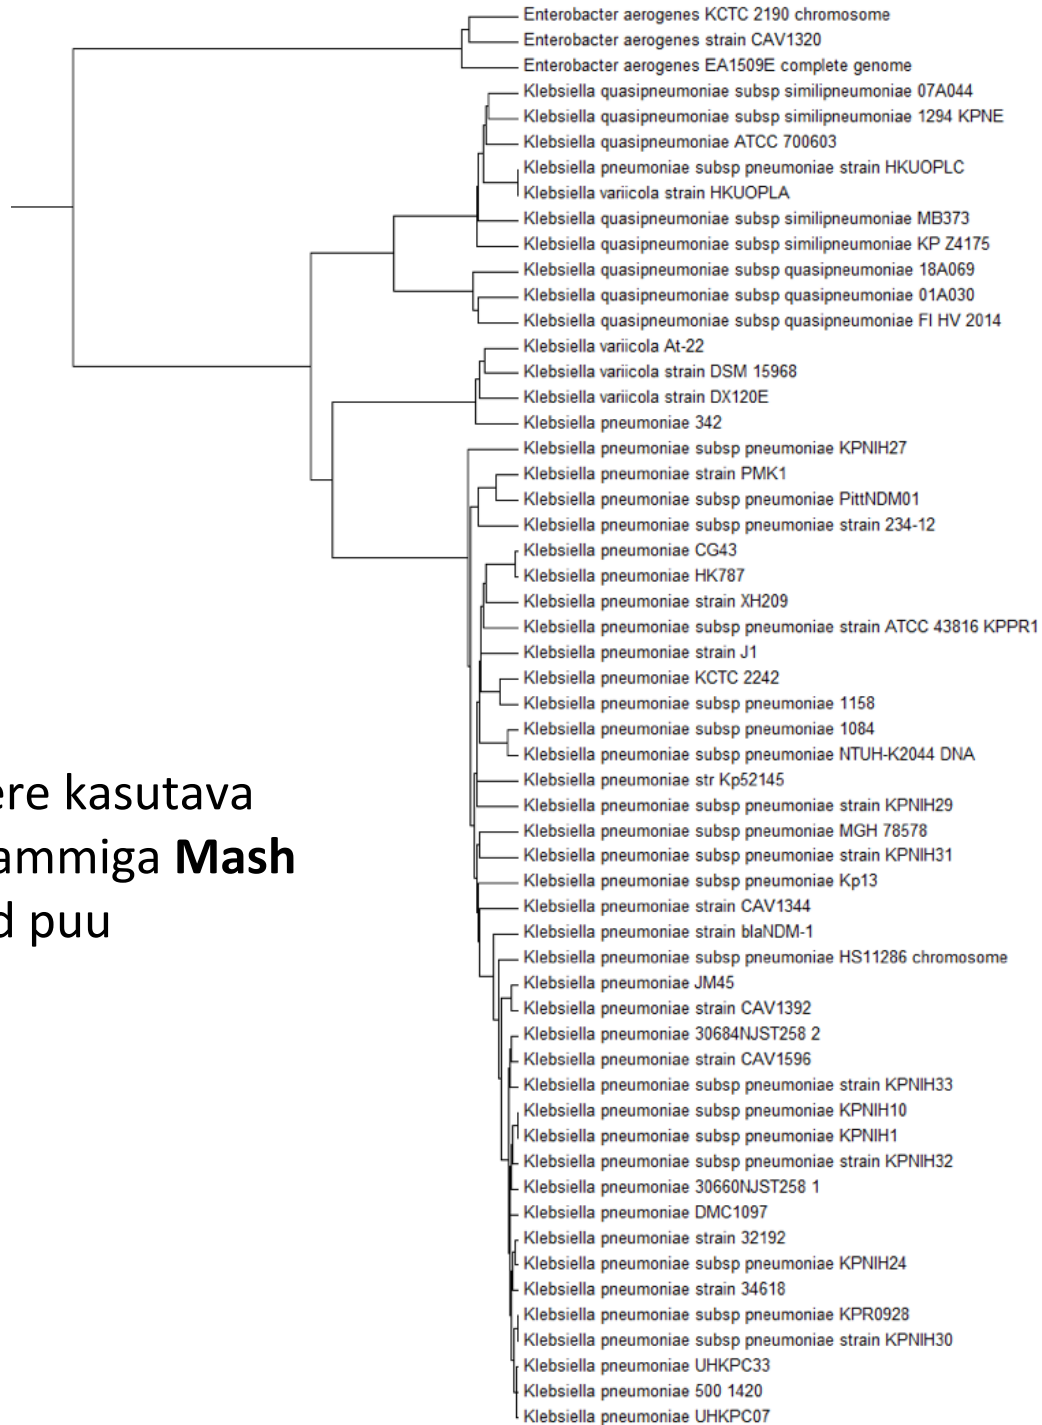 Enterobacter aerogenes KCTC 2190 chromosome
Enterobacter aerogenes strain CAV1320
Enterobacter aerogenes EA1509E complete genome
Klebsiella quasipneumoniae subsp similipneumoniae 07A044
Klebsiella quasipneumoniae subsp similipneumoniae 1294 KPNE
Klebsiella quasipneumoniae ATCC 700603
Klebsiella pneumoniae subsp pneumoniae strain HKUOPLC
Klebsiella variicola strain HKUOPLA
Klebsiella quasipneumoniae subsp similipneumoniae MB373
Klebsiella quasipneumoniae subsp similipneumoniae KP Z4175
Klebsiella quasipneumoniae subsp quasipneumoniae 18A069
Klebsiella quasipneumoniae subsp quasipneumoniae 01A030
Klebsiella quasipneumoniae subsp quasipneumoniae FI HV 2014
Klebsiella variicola At-22
Klebsiella variicola strain DSM 15968
Klebsiella variicola strain DX120E
Klebsiella pneumoniae 342
Klebsiella pneumoniae subsp pneumoniae KPNIH27
Klebsiella pneumoniae strain PMK1
Klebsiella pneumoniae subsp pneumoniae PittNDM01
Klebsiella pneumoniae subsp pneumoniae strain 234-12
Klebsiella pneumoniae CG43
Klebsiella pneumoniae HK787
Klebsiella pneumoniae strain XH209
Klebsiella pneumoniae subsp pneumoniae strain ATCC 43816 KPPR1
Klebsiella pneumoniae strain J1
Klebsiella pneumoniae KCTC 2242
Klebsiella pneumoniae subsp pneumoniae 1158
Klebsiella pneumoniae subsp pneumoniae 1084
Klebsiella pneumoniae subsp pneumoniae NTUH-K2044 DNA
Klebsiella pneumoniae str Kp52145
Klebsiella pneumoniae subsp pneumoniae strain KPNIH29
Klebsiella pneumoniae subsp pneumoniae MGH 78578
Klebsiella pneumoniae subsp pneumoniae strain KPNIH31
Klebsiella pneumoniae subsp pneumoniae Kp13
Klebsiella pneumoniae strain CAV1344
Klebsiella pneumoniae strain blaNDM-1
Klebsiella pneumoniae subsp pneumoniae HS11286 chromosome
Klebsiella pneumoniae JM45
Klebsiella pneumoniae strain CAV1392
Klebsiella pneumoniae 30684NJST258 2
Klebsiella pneumoniae strain CAV1596
Klebsiella pneumoniae subsp pneumoniae strain KPNIH33
Klebsiella pneumoniae subsp pneumoniae KPNIH10
Klebsiella pneumoniae subsp pneumoniae KPNIH1
Klebsiella pneumoniae subsp pneumoniae strain KPNIH32
Klebsiella pneumoniae 30660NJST258 1
Klebsiella pneumoniae DMC1097
Klebsiella pneumoniae strain 32192
Klebsiella pneumoniae subsp pneumoniae KPNIH24
Klebsiella pneumoniae strain 34618
Klebsiella pneumoniae subsp pneumoniae KPR0928
Klebsiella pneumoniae subsp pneumoniae strain KPNIH30
Klebsiella pneumoniae UHKPC33
Klebsiella pneumoniae 500 1420
Klebsiella pneumoniae UHKPC07
ere kasutava
ammiga Mash
d puu